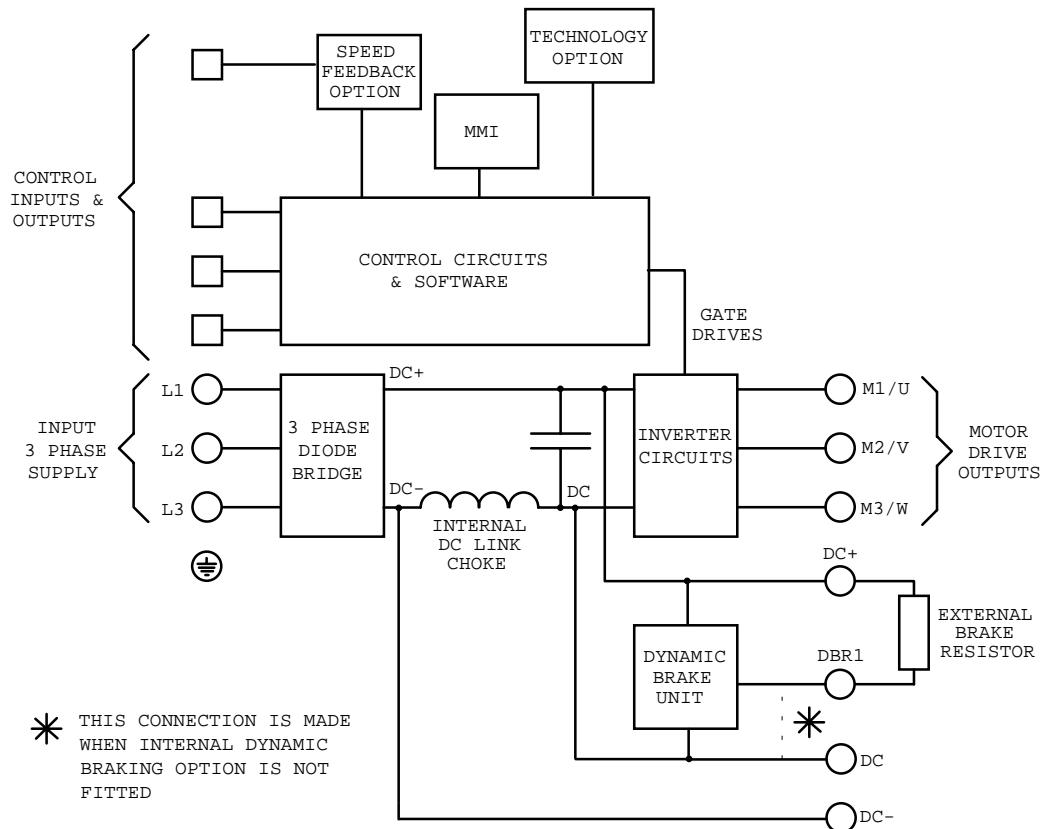 TECHNOLOGY
OPTION
SPEED
FEEDBACK
OPTION
MMI
CONTROL
INPUTS &
OUTPUTS
CONTROL CIRCUITS
& SOFTWARE
GATE
DRIVES
INPUT
3 PHASE
SUPPLY
L1
L2
L3
3 PHASE
DIODE
BRIDGE
DC+
DC-
INTERNAL
DC LINK
CHOKE
DC
INVERTER
CIRCUITS
M1/U
M2/V
M3/W
MOTOR
DRIVE
OUTPUTS
DC+
EXTERNAL
BRAKE
RESISTOR
DYNAMIC
BRAKE
UNIT
DBR1
DC
DC-
THIS CONNECTION IS MADE
WHEN INTERNAL DYNAMIC
BRAKING OPTION IS NOT
FITTED